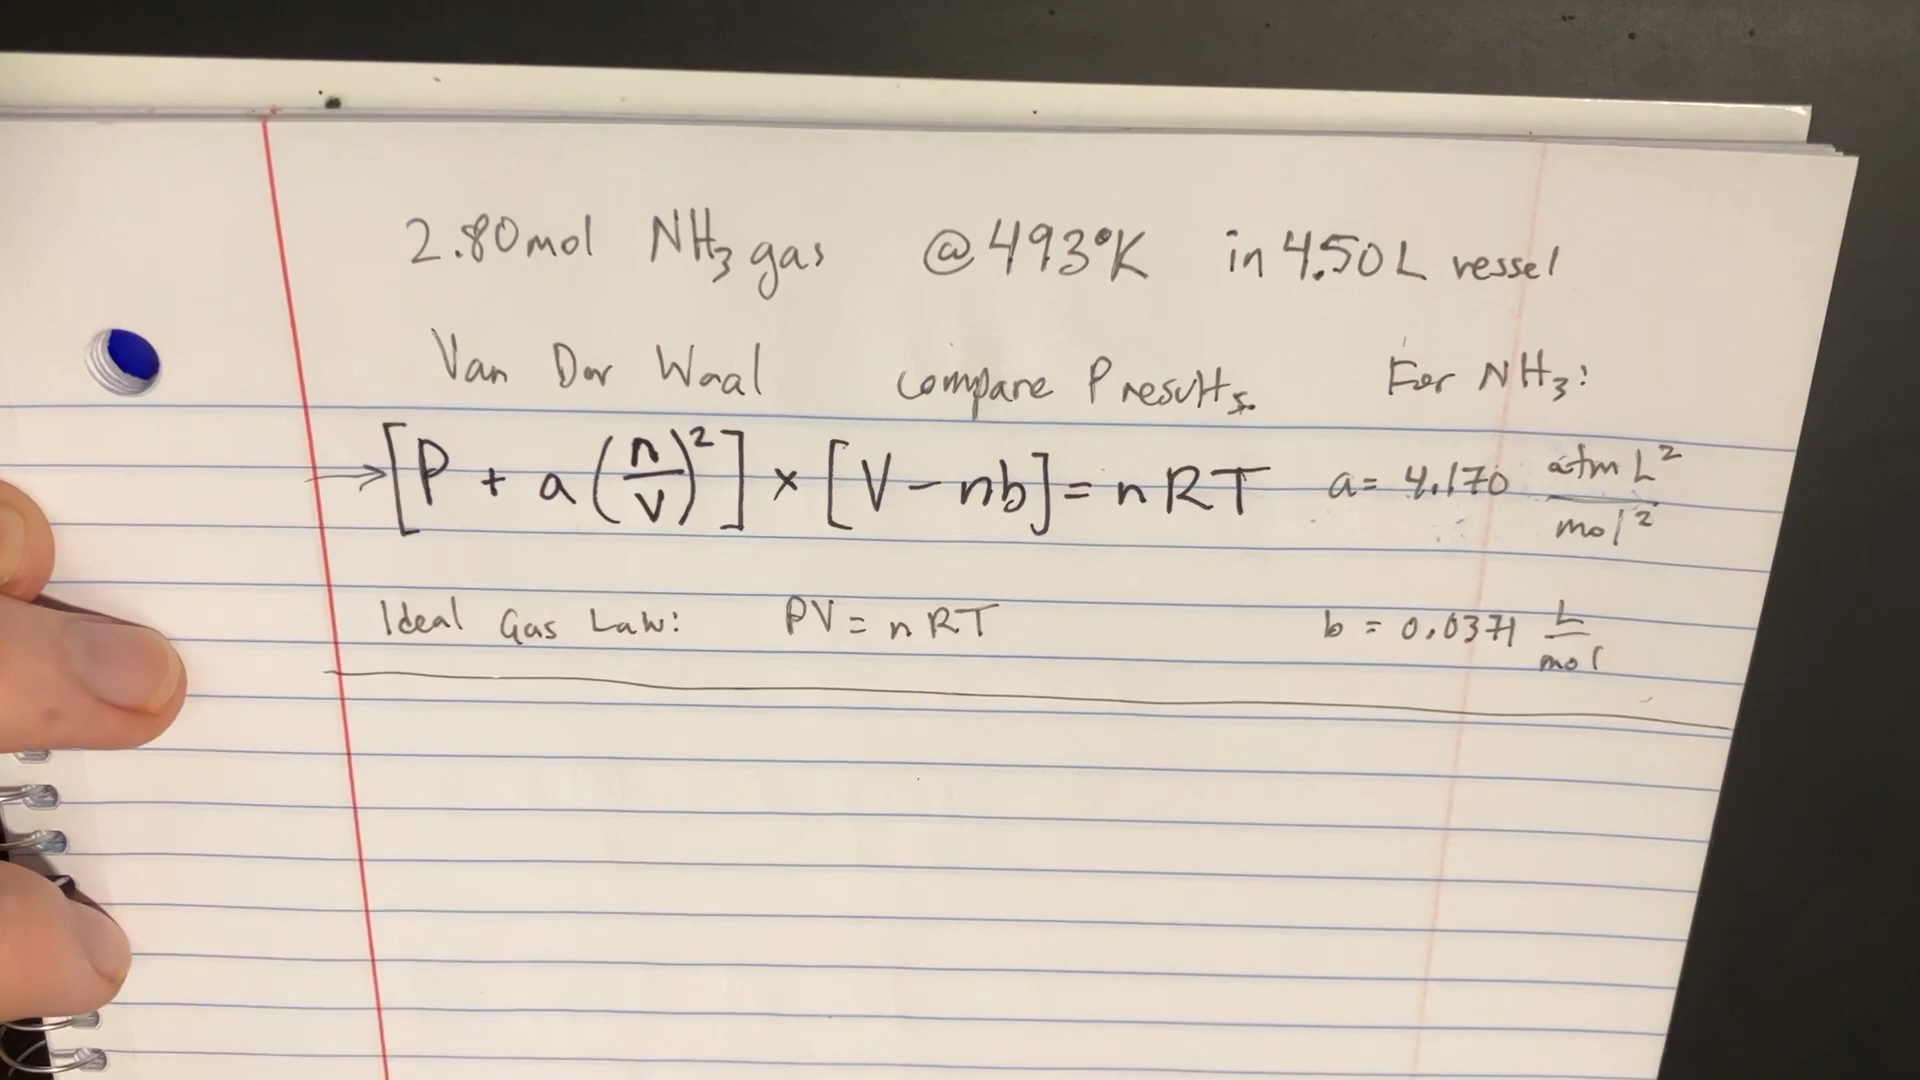 2.80mol NH₃ gas @ 493°K in 4.50L vessel
Van Der Waal compare P results. For NH₃:
→ [P + a(n/V)²] × [V - nb] = nRT a = 4.170 atm L²/mol²
Ideal Gas Law: PV = nRT b = 0.0371 L/mol